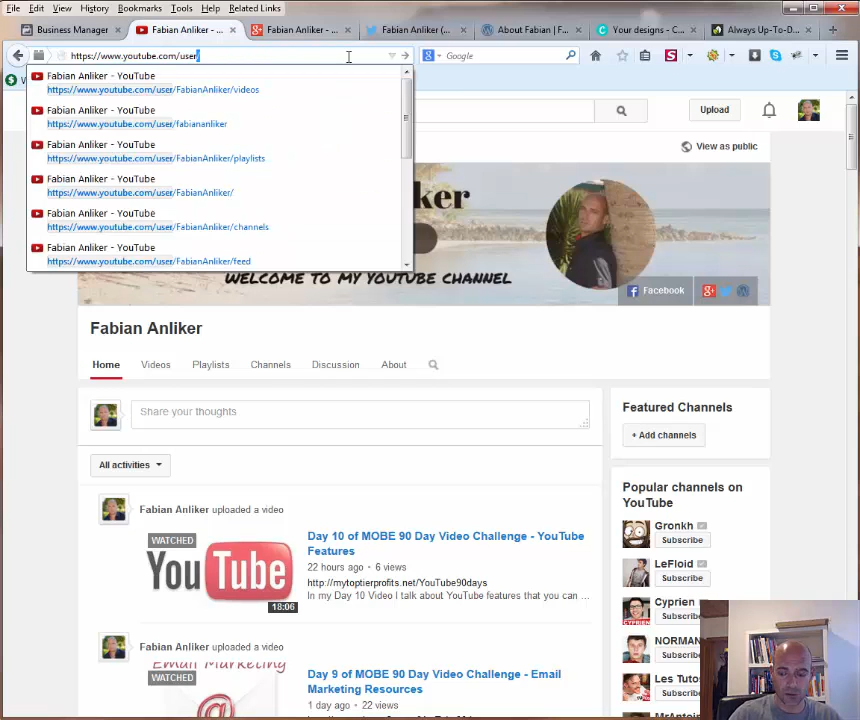 File Edit View History Bookmarks Tools Help Related Links
Business Manager
Fabian Anliker - ...
Fabian Anliker - ...
Fabian Anliker (...
About Fabian | F...
Your designs - C...
Always Up-To-D...
https://www.youtube.com/user/
Google
Fabian Anliker - YouTube
https://www.youtube.com/user/FabianAnliker/videos
Fabian Anliker - YouTube
https://www.youtube.com/user/fabiananliker
Fabian Anliker - YouTube
https://www.youtube.com/user/FabianAnliker/playlists
Fabian Anliker - YouTube
https://www.youtube.com/user/FabianAnliker/
Fabian Anliker - YouTube
https://www.youtube.com/user/FabianAnliker/channels
Fabian Anliker - YouTube
https://www.youtube.com/user/FabianAnliker/feed
Upload
View as public
WELCOME TO MY YOUTUBE CHANNEL
Facebook
Fabian Anliker
Home Videos Playlists Channels Discussion About
Share your thoughts
All activities
Fabian Anliker uploaded a video
WATCHED
YouTube
18:06
Day 10 of MOBE 90 Day Video Challenge - YouTube
Features
22 hours ago • 6 views
http://mytoptierprofits.net/YouTube90days
In my Day 10 Video I talk about YouTube features that you can ...
Fabian Anliker uploaded a video
Email Marketing
WATCHED
Day 9 of MOBE 90 Day Video Challenge - Email
Marketing Resources
1 day ago • 22 views
Featured Channels
+ Add channels
Popular channels on
YouTube
Gronkh
Subscribe
LeFloid
Subscribe
Cyprien
NORMAN
Les Tutos